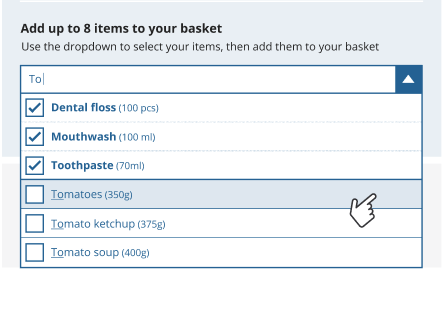 Add up to 8 items to your basket
Use the dropdown to select your items, then add them to your basket
To
Dental floss (100 pcs)
Mouthwash (100 ml)
Toothpaste (70ml)
Tomatoes (350g)
Tomato ketchup (375g)
Tomato soup (400g)